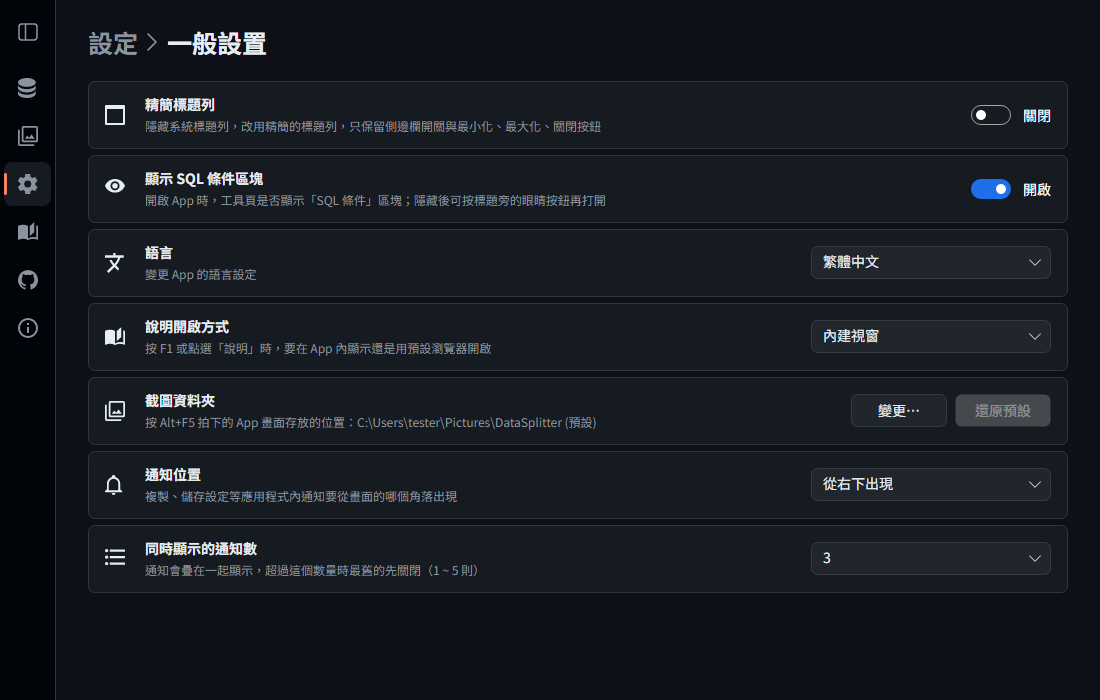 設定 > 一般設置
精簡標題列
隱藏系統標題列，改用精簡的標題列，只保留側邊欄開關與最小化、最大化、關閉按鈕
關閉
顯示 SQL 條件區塊
開啟 App 時，工具頁是否顯示「SQL 條件」區塊；隱藏後可按標題旁的眼睛按鈕再打開
開啟
語言
變更 App 的語言設定
繁體中文
說明開啟方式
按 F1 或點選「說明」時，要在 App 內顯示還是用預設瀏覽器開啟
內建視窗
截圖資料夾
按 Alt+F5 拍下的 App 畫面存放的位置：C:\Users\tester\Pictures\DataSplitter (預設)
變更…
還原預設
通知位置
複製、儲存設定等應用程式內通知要從畫面的哪個角落出現
從右下出現
同時顯示的通知數
通知會疊在一起顯示，超過這個數量時最舊的先關閉（1 ~ 5 則）
3